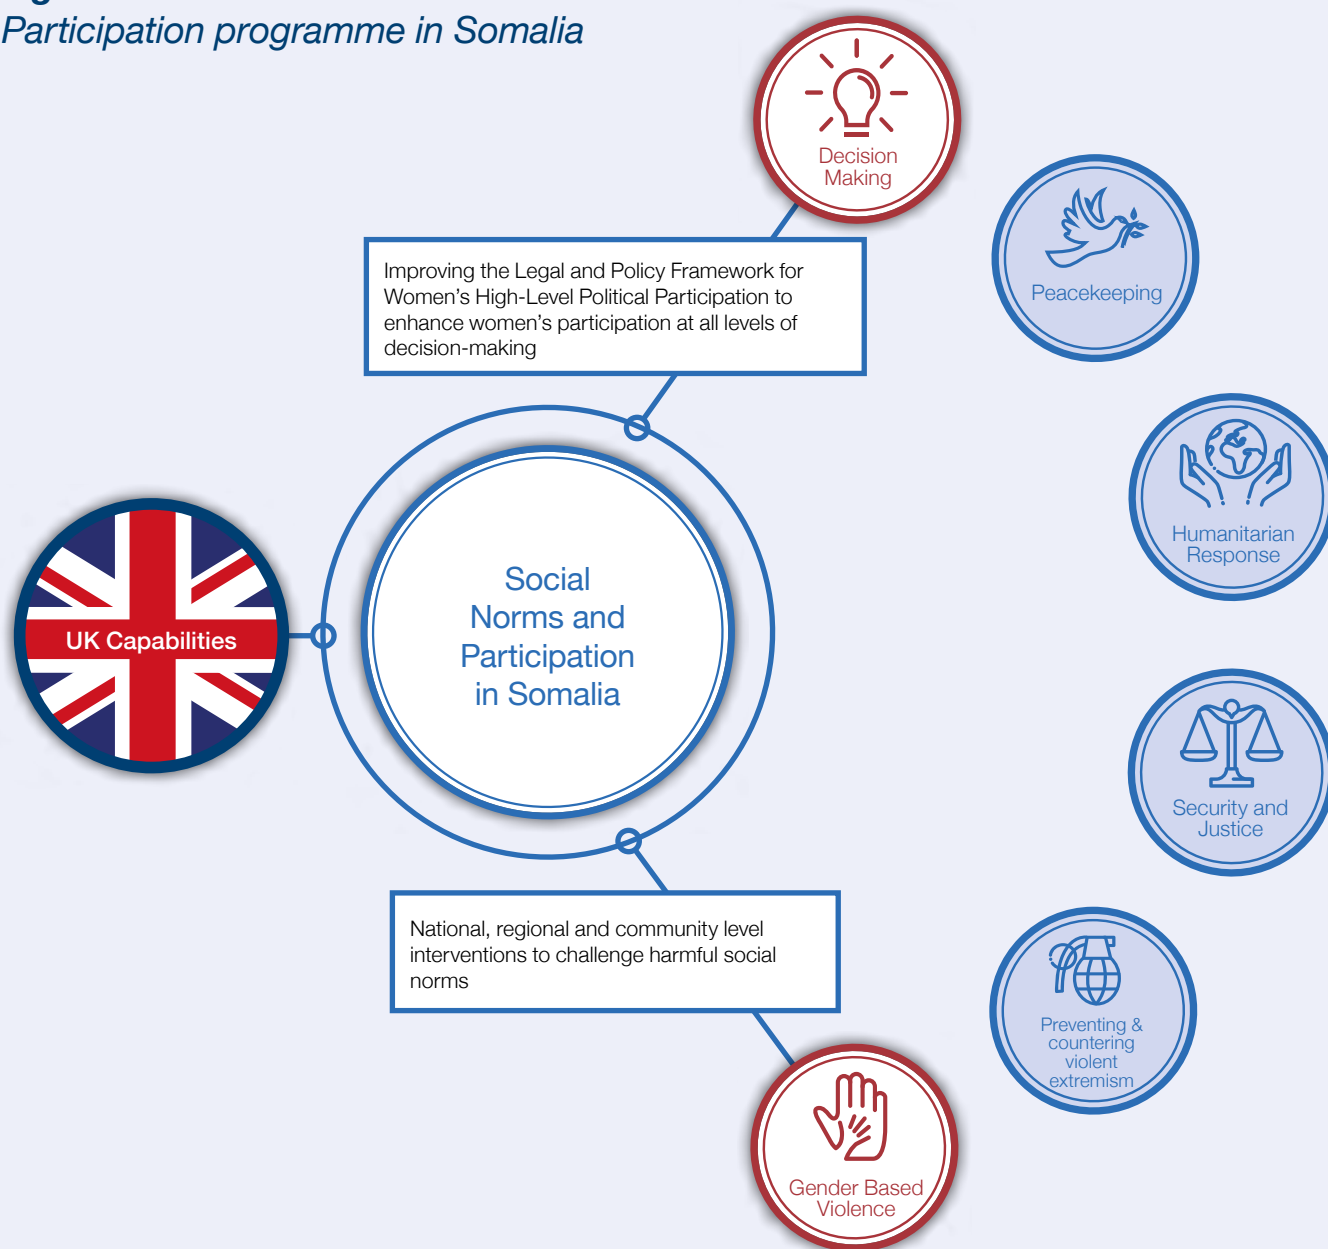 Participation programme in Somalia
Decision
Making
Peacekeeping
Improving the Legal and Policy Framework for
Women's High-Level Political Participation to
enhance women's participation at all levels of
decision-making
Humanitarian
Response
Social
Norms and
Participation
in Somalia
UK Capabilities
Security and
Justice
National, regional and community level
interventions to challenge harmful social
norms
Preventing &
countering
violent
extremism
Gender Based
Violence